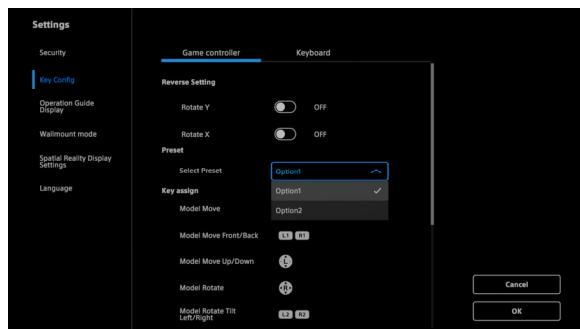 Settings
Security
Key Config
Operation Guide
Display
Wallmount mode
Spatial Reality Display
Settings
Language
Game controller
Keyboard
Reverse Setting
Rotate Y
OFF
Rotate X
OFF
Preset
Select Preset
Option1
Key assign
Option1
Model Move
Option2
Model Move Front/Back
L1 R1
Model Move Up/Down
L
Model Rotate
R
Model Rotate Tilt
Left/Right
L2 R2
Cancel
OK